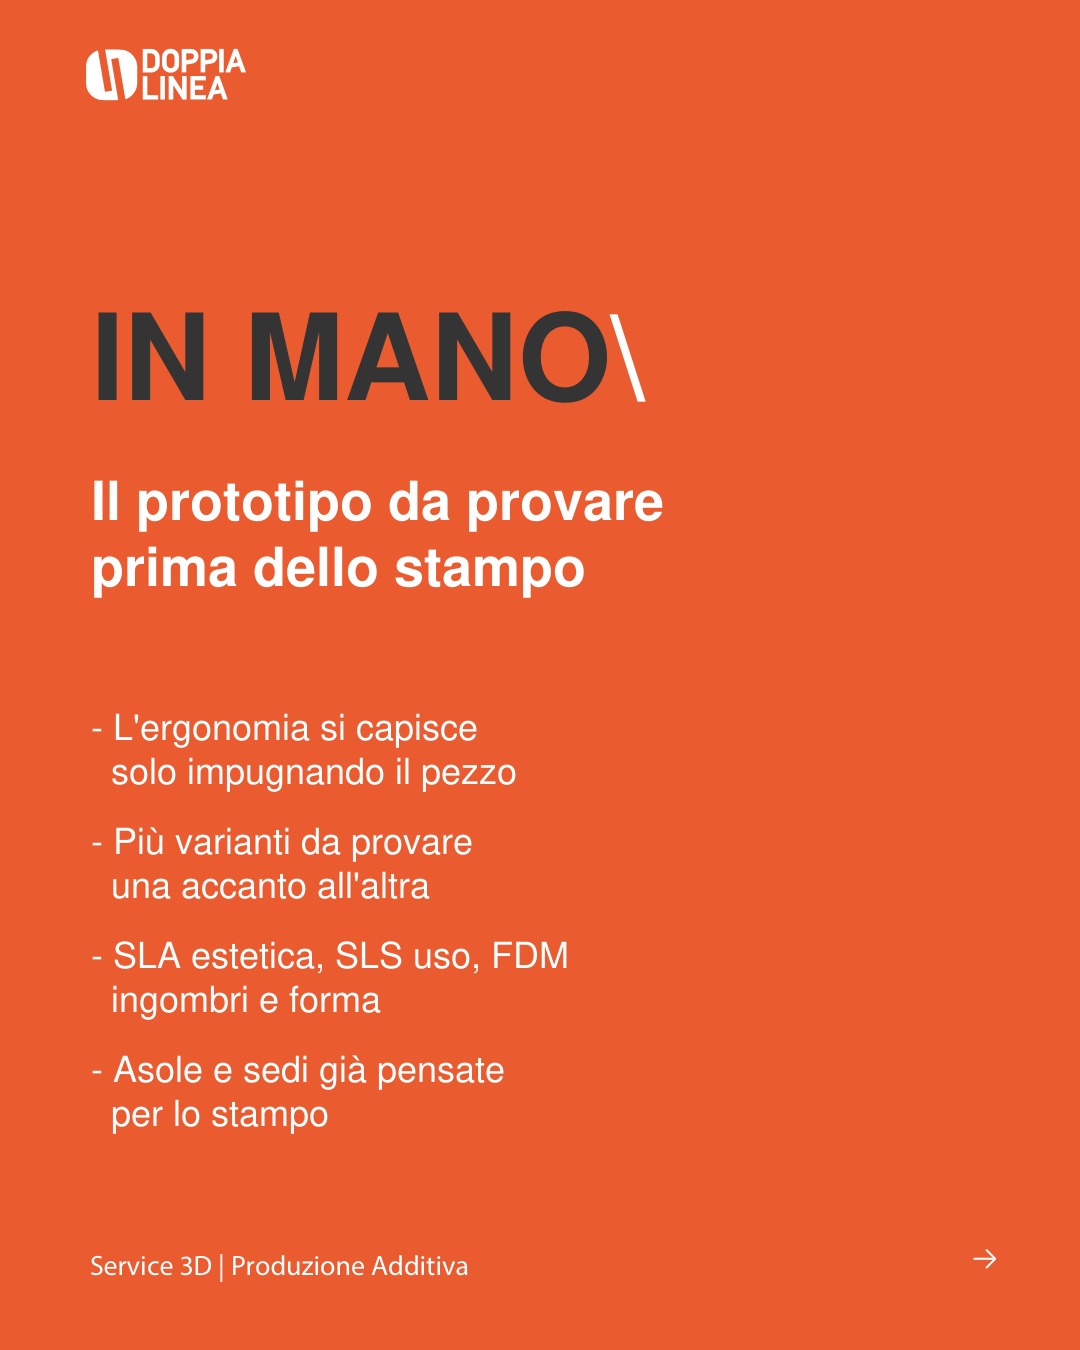 DOPPIA
LINEA
IN MANO\
Il prototipo da provare
prima dello stampo
- L'ergonomia si capisce
solo impugnando il pezzo
- Più varianti da provare
una accanto all'altra
- SLA estetica, SLS uso, FDM
ingombri e forma
- Asole e sedi già pensate
per lo stampo
Service 3D | Produzione Additiva